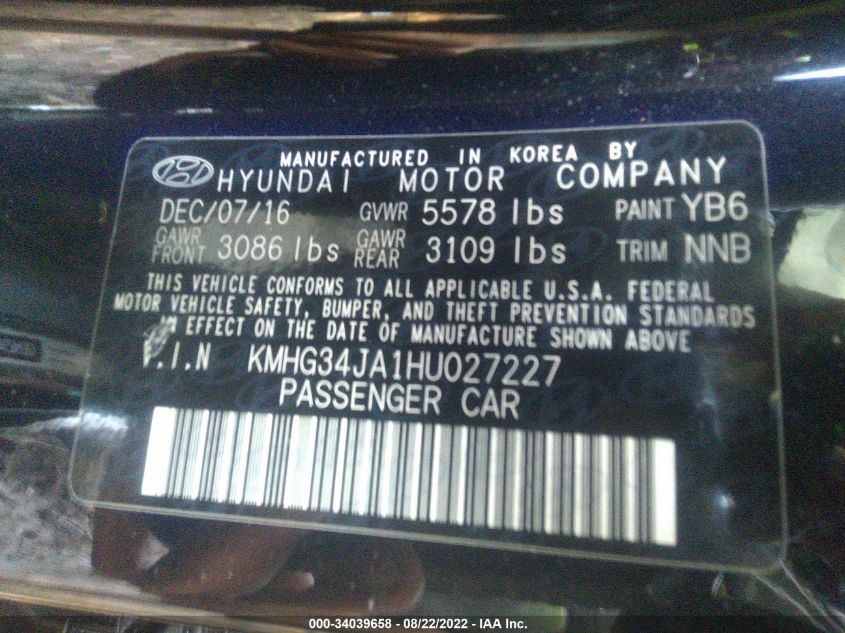 MANUFACTURED IN KOREA BY
HYUNDAI MOTOR COMPANY
DEC/07/16 GVWR 5578 lbs PAINT YB6
GAWR FRONT 3086 lbs GAWR REAR 3109 lbs TRIM NNB
THIS VEHICLE CONFORMS TO ALL APPLICABLE U.S.A. FEDERAL
MOTOR VEHICLE SAFETY, BUMPER, AND THEFT PREVENTION STANDARDS
IN EFFECT ON THE DATE OF MANUFACTURE SHOWN ABOVE
V.I.N KMHG34JA1HU027227
PASSENGER CAR
000-34039658 - 08/22/2022 - IAA Inc.